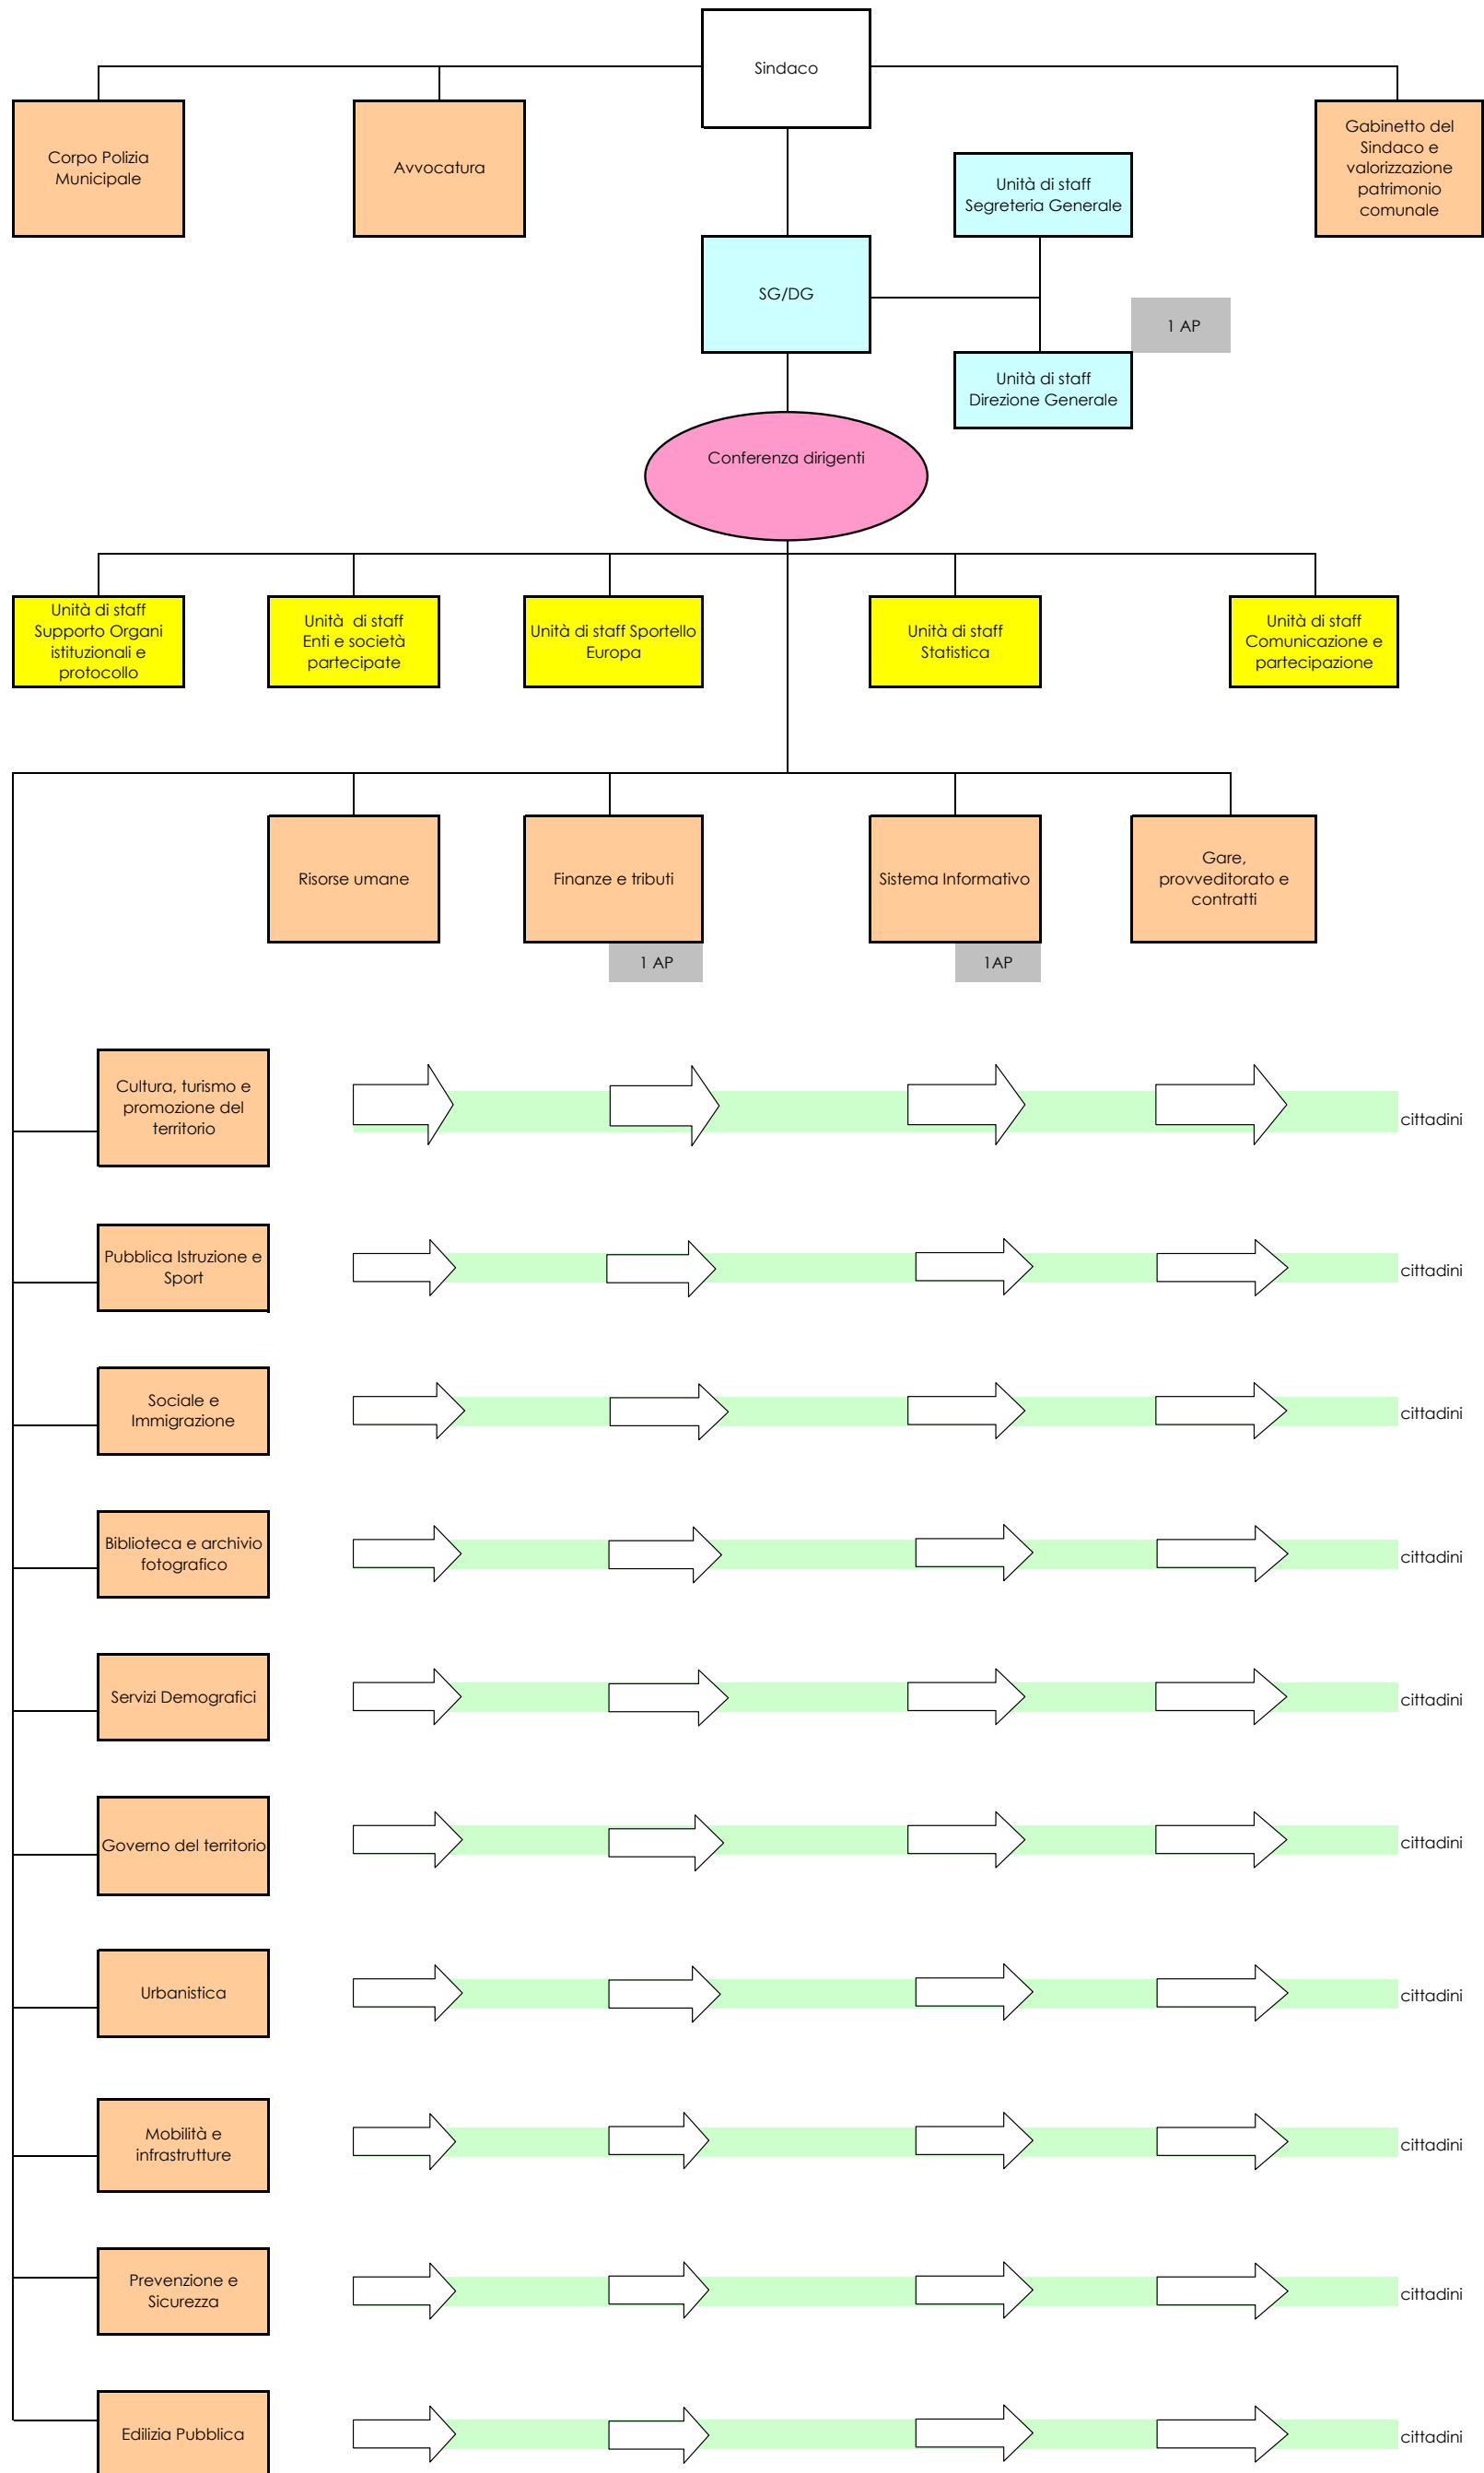 Sindaco
Corpo Polizia
Municipale
Avvocatura
Gabinetto del
Sindaco e
valorizzazione
patrimonio
comunale
Unità di staff
Segreteria Generale
SG/DG
1 AP
Unità di staff
Direzione Generale
Conferenza dirigenti
Unità di staff
Supporto Organi
istituzionali e
protocollo
Unità di staff
Enti e società
partecipate
Unità di staff Sportello
Europa
Unità di staff
Statistica
Unità di staff
Comunicazione e
partecipazione
Risorse umane
Finanze e tributi
Sistema Informativo
Gare,
provveditorato e
contratti
1 AP
1AP
Cultura, turismo e
promozione del
territorio
cittadini
Pubblica Istruzione e
Sport
cittadini
Sociale e
Immigrazione
cittadini
Biblioteca e archivio
fotografico
cittadini
Servizi Demografici
cittadini
Governo del territorio
cittadini
Urbanistica
cittadini
Mobilità e
infrastrutture
cittadini
Prevenzione e
Sicurezza
cittadini
Edilizia Pubblica
cittadini